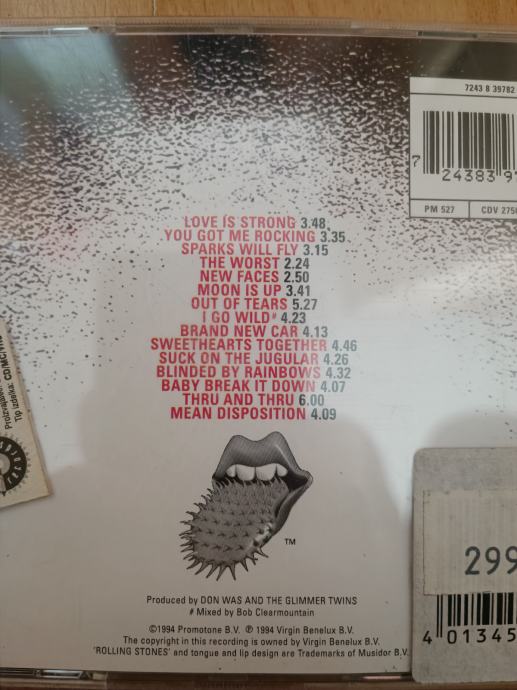 7243 8 39782
7
24383 9
PM 527
CDV 2750
LOVE IS STRONG 3.48
YOU GOT ME ROCKING 3.35
SPARKS WILL FLY 3.15
THE WORST 2.24
NEW FACES 2.50
MOON IS UP 3.41
OUT OF TEARS 5.27
I GO WILD# 4.23
BRAND NEW CAR 4.13
SWEETHEARTS TOGETHER 4.46
SUCK ON THE JUGULAR 4.26
BLINDED BY RAINBOWS 4.32
BABY BREAK IT DOWN 4.07
THRU AND THRU 6.00
MEAN DISPOSITION 4.09
Tip izdelka: CD/MC/
TM
299
4 01345
Produced by DON WAS AND THE GLIMMER TWINS
# Mixed by Bob Clearmountain
©1994 Promotone B.V. ℗ 1994 Virgin Benelux B.V.
The copyright in this recording is owned by Virgin Benelux B.V.
'ROLLING STONES' and tongue and lip design are Trademarks of Musidor B.V.